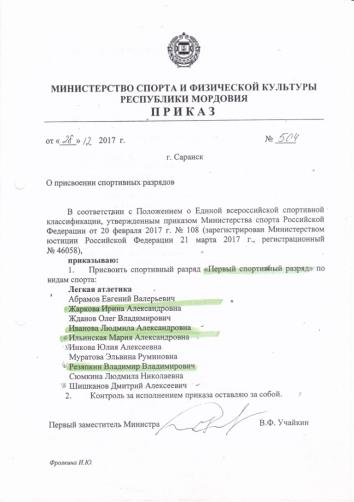 МИНИСТЕРСТВО СПОРТА И ФИЗИЧЕСКОЙ КУЛЬТУРЫ
РЕСПУБЛИКИ МОРДОВИЯ
ПРИКАЗ
от «28» 12 2017 г. № 504
г. Саранск
О присвоении спортивных разрядов
В соответствии с Положением о Единой всероссийской спортивной
классификации, утвержденным приказом Министерства спорта Российской
Федерации от 20 февраля 2017 г. № 108 (зарегистрирован Министерством
юстиции Российской Федерации 21 марта 2017 г., регистрационный
№ 46058),
приказываю:
1. Присвоить спортивный разряд «Первый спортивный разряд» по
видам спорта:
Легкая атлетика
Абрамов Евгений Валерьевич
Жаркова Ирина Александровна
Жданов Олег Владимирович
Иванова Людмила Александровна
Ильинская Мария Александровна
Инкова Юлия Алексеевна
Муратова Эльвина Руминовна
Резяпкин Владимир Владимирович
Сюмкина Людмила Николаевна
Шишканов Дмитрий Алексеевич
2. Контроль за исполнением приказа оставляю за собой.
Первый заместитель Министра В.Ф. Учайкин
Фролкина И.Ю.